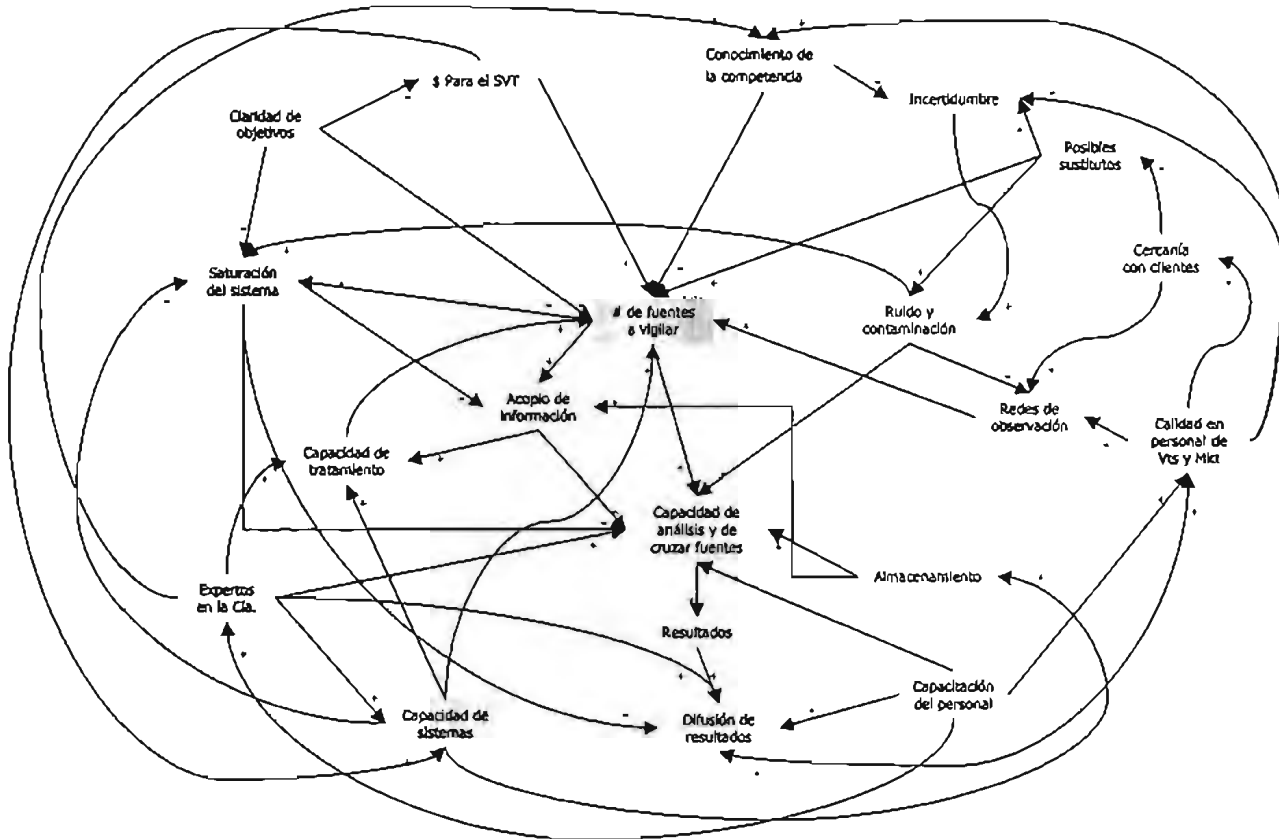 Conocimiento de
la competencia
$ Para el SVT
Incertidumbre
Claridad de
objetivos
Posibles
sustitutos
Cercanía
con clientes
Saturación
del sistema
# de fuentes
a vigilar
Ruido y
contaminación
Acopio de
información
Redes de
observación
Calidad en
personal de
Vts y Mkt
Capacidad de
tratamiento
Capacidad de
análisis y de
cruzar fuentes
Almacenamiento
Expertos
en la Cía.
Resultados
Capacitación
del personal
Capacidad de
sistemas
Difusión de
resultados